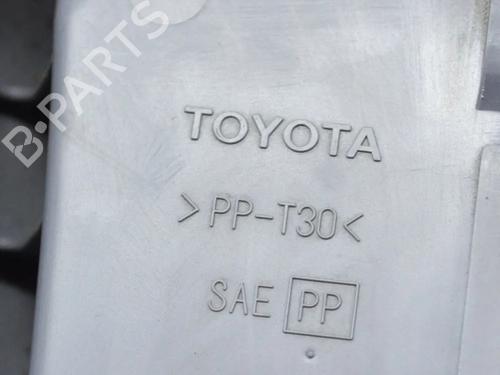 B-PARTS
TOYOTA
>PP-T30<
SAE PP